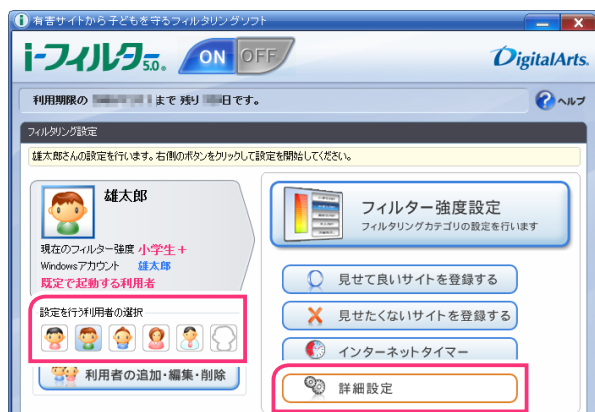 有害サイトから子どもを守るフィルタリングソフト
i-フィルター5.0. ON OFF DigitalArts.
利用期限の まで 残り 日です。 ヘルプ
フィルタリング設定
雄太郎さんの設定を行います。右側のボタンをクリックして設定を開始してください。
雄太郎
現在のフィルター強度 小学生+
Windowsアカウント 雄太郎
既定で起動する利用者
設定を行う利用者の選択
利用者の追加・編集・削除
フィルター強度設定
フィルタリングカテゴリの設定を行います
見せて良いサイトを登録する
見せたくないサイトを登録する
インターネットタイマー
詳細設定